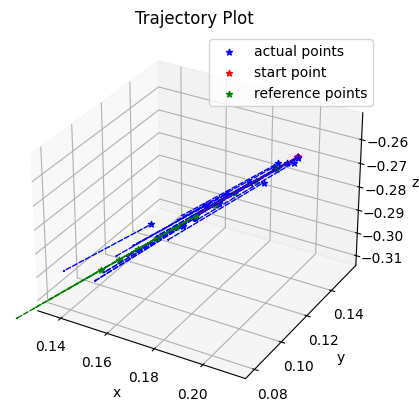 Trajectory Plot
actual points
start point
reference points
−0.26
−0.27
−0.28
−0.29
−0.30
−0.31
z
0.14
0.16
0.18
0.20
x
0.08
0.10
0.12
0.14
y